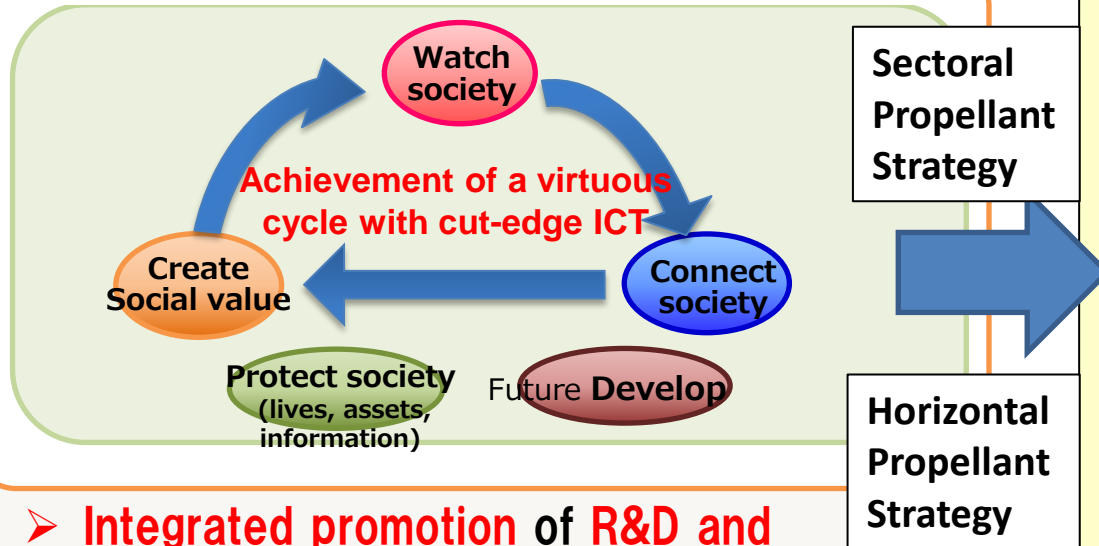 Watch
society
Sectoral
Propellant
Strategy
Achievement of a virtuous
cycle with cut-edge ICT
Create
Social value
Connect
society
Protect society
(lives, assets,
information)
Future Develop
Horizontal
Propellant
Strategy
➢ Integrated promotion of R&D and